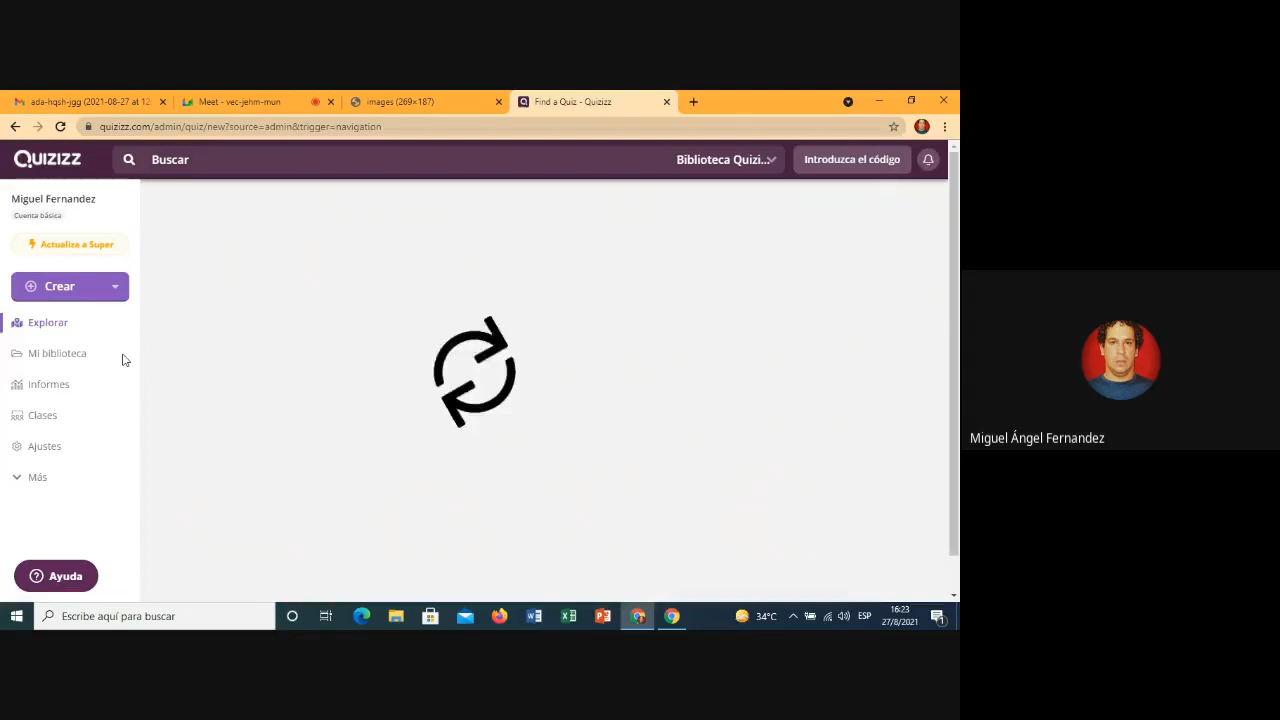 ada-hqsh-jgg (2021-08-27 at 12
Meet - vec-jehm-mun
images (269×187)
Find a Quiz - Quizizz
quizizz.com/admin/quiz/new?source=admin&trigger=navigation
QUIZIZZ
Buscar
Biblioteca Quizi...
Introduzca el código
Miguel Fernandez
Cuenta básica
Actualiza a Super
Crear
Explorar
Mi biblioteca
Informes
Clases
Ajustes
Más
Ayuda
Miguel Ángel Fernandez
Escribe aquí para buscar
34°C
ESP
16:23
27/8/2021
1